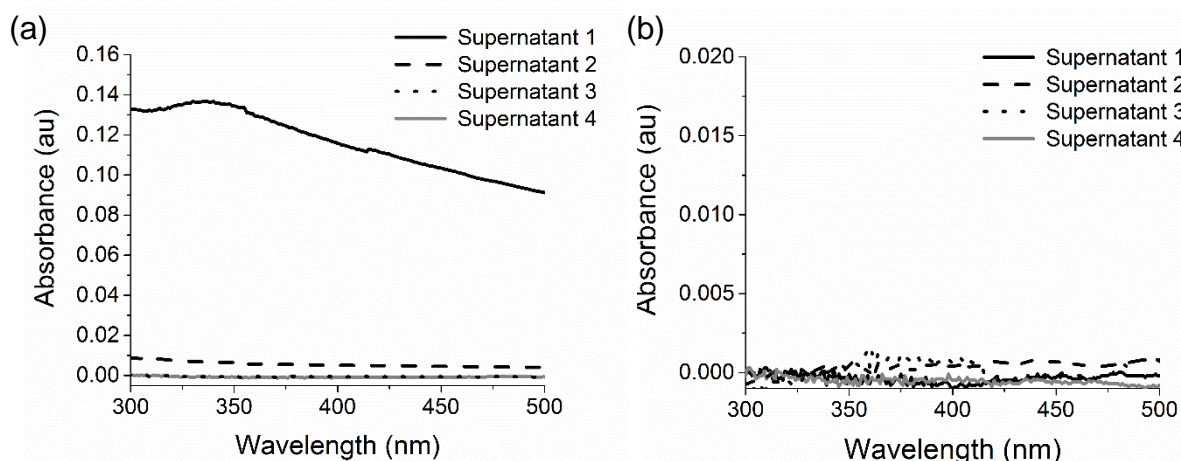 (a)
Supernatant 1
Supernatant 2
Supernatant 3
Supernatant 4
0.16
0.14
0.12
0.10
0.08
0.06
0.04
0.02
0.00
Absorbance (au)
300
350
400
450
500
Wavelength (nm)
(b)
Supernatant 1
Supernatant 2
Supernatant 3
Supernatant 4
0.020
0.015
0.010
0.005
0.000
Absorbance (au)
300
350
400
450
500
Wavelength (nm)